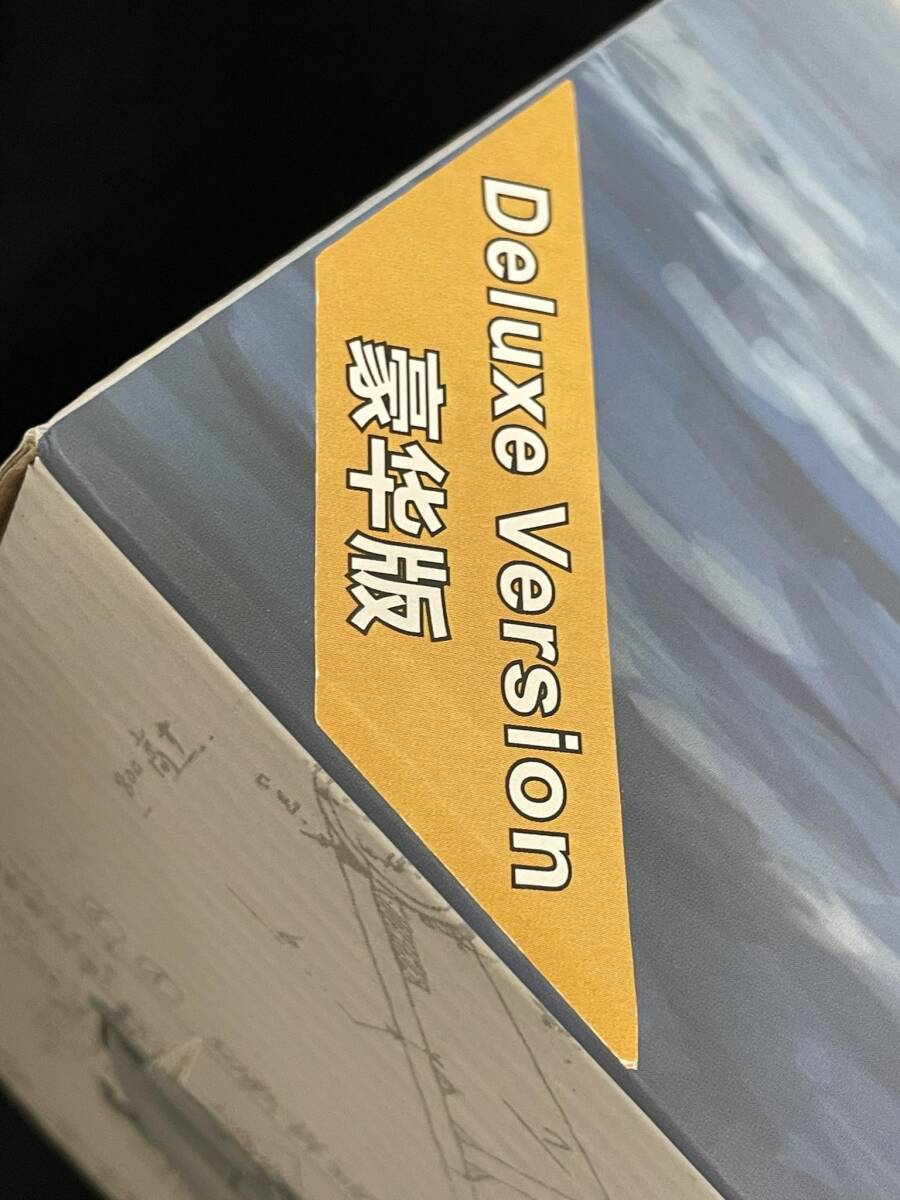 Deluxe Version
豪华版